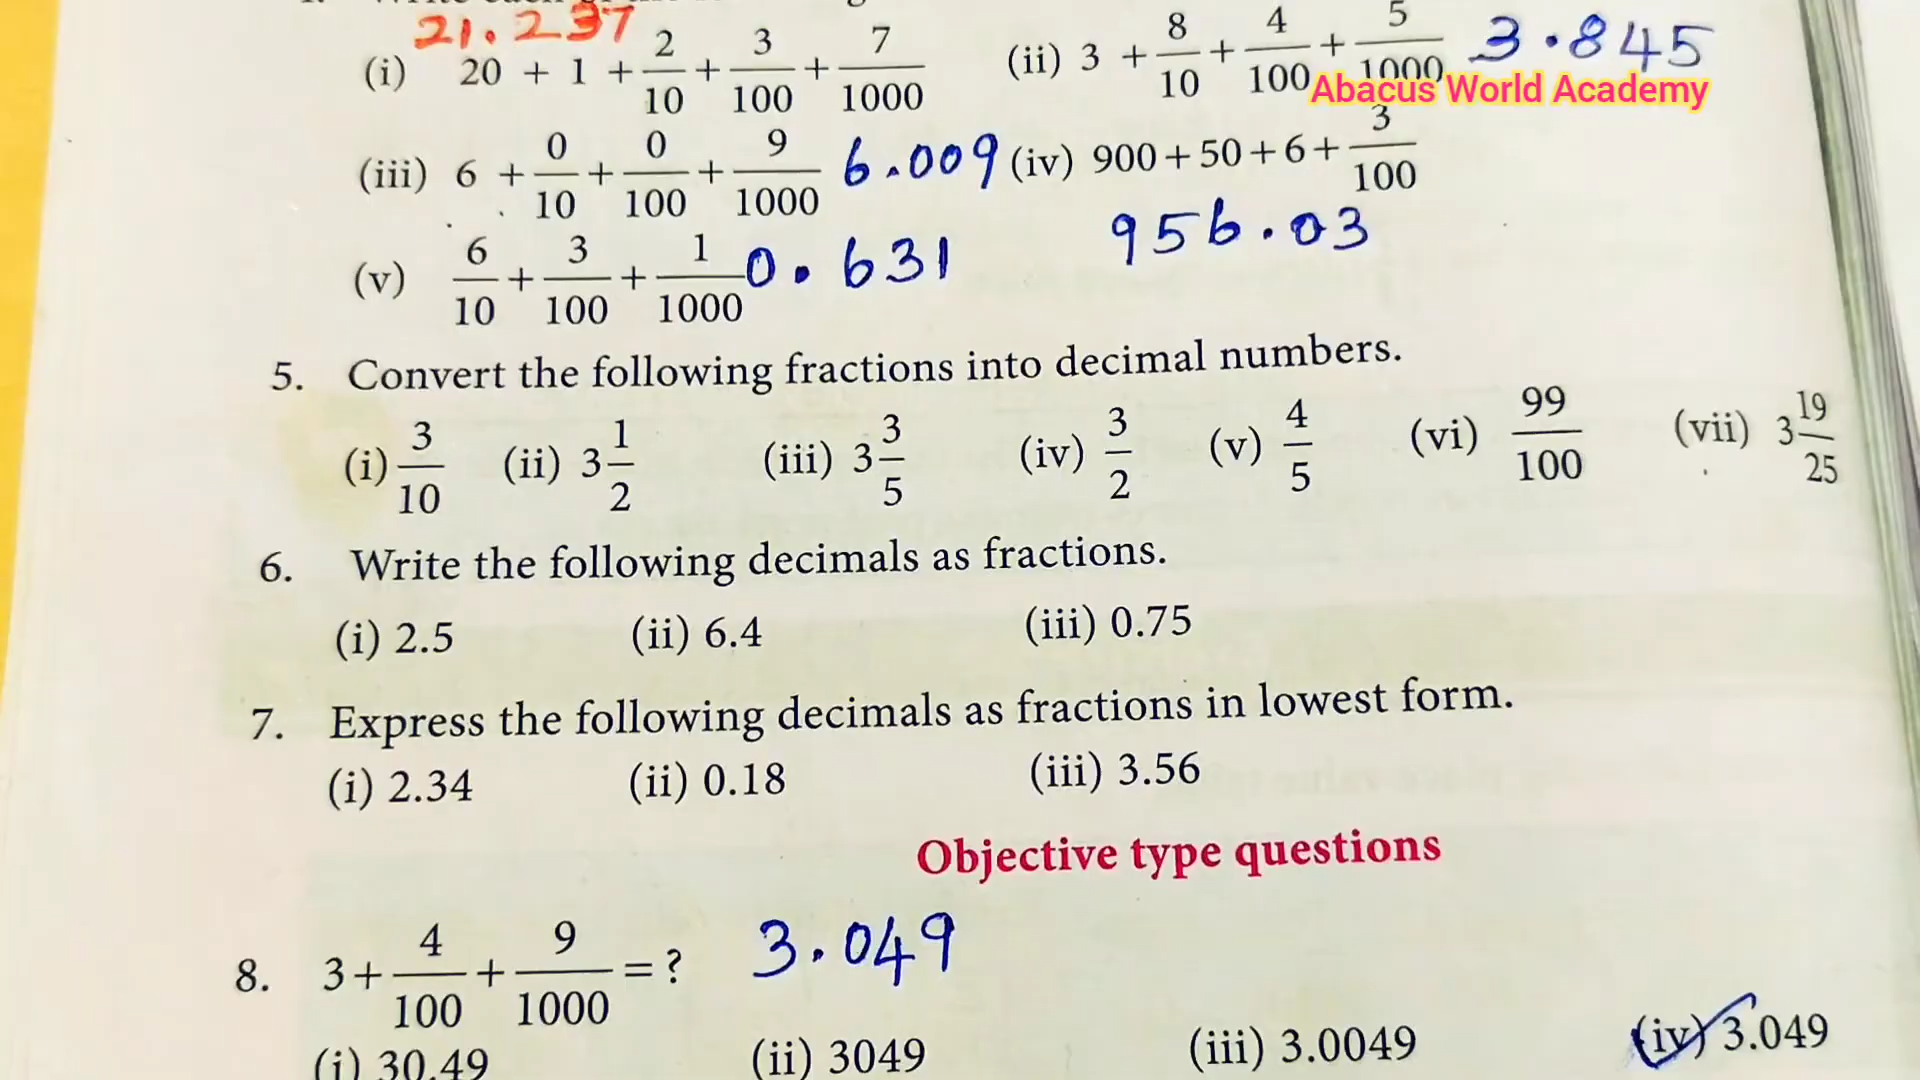 21.237
(i) 20 + 1 + 2/10 + 3/100 + 7/1000 (ii) 3 + 8/10 + 4/100 + 5/1000 3.845
Abacus World Academy
(iii) 6 + 0/10 + 0/100 + 9/1000 6.009 (iv) 900 + 50 + 6 + 3/100
956.03
(v) 6/10 + 3/100 + 1/1000 0.631
5. Convert the following fractions into decimal numbers.
(i) 3/10 (ii) 3 1/2 (iii) 3 3/5 (iv) 3/2 (v) 4/5 (vi) 99/100 (vii) 3 19/25
6. Write the following decimals as fractions.
(i) 2.5 (ii) 6.4 (iii) 0.75
7. Express the following decimals as fractions in lowest form.
(i) 2.34 (ii) 0.18 (iii) 3.56
Objective type questions
8. 3 + 4/100 + 9/1000 = ? 3.049
(i) 30.49 (ii) 3049 (iii) 3.0049 (iv) 3.049